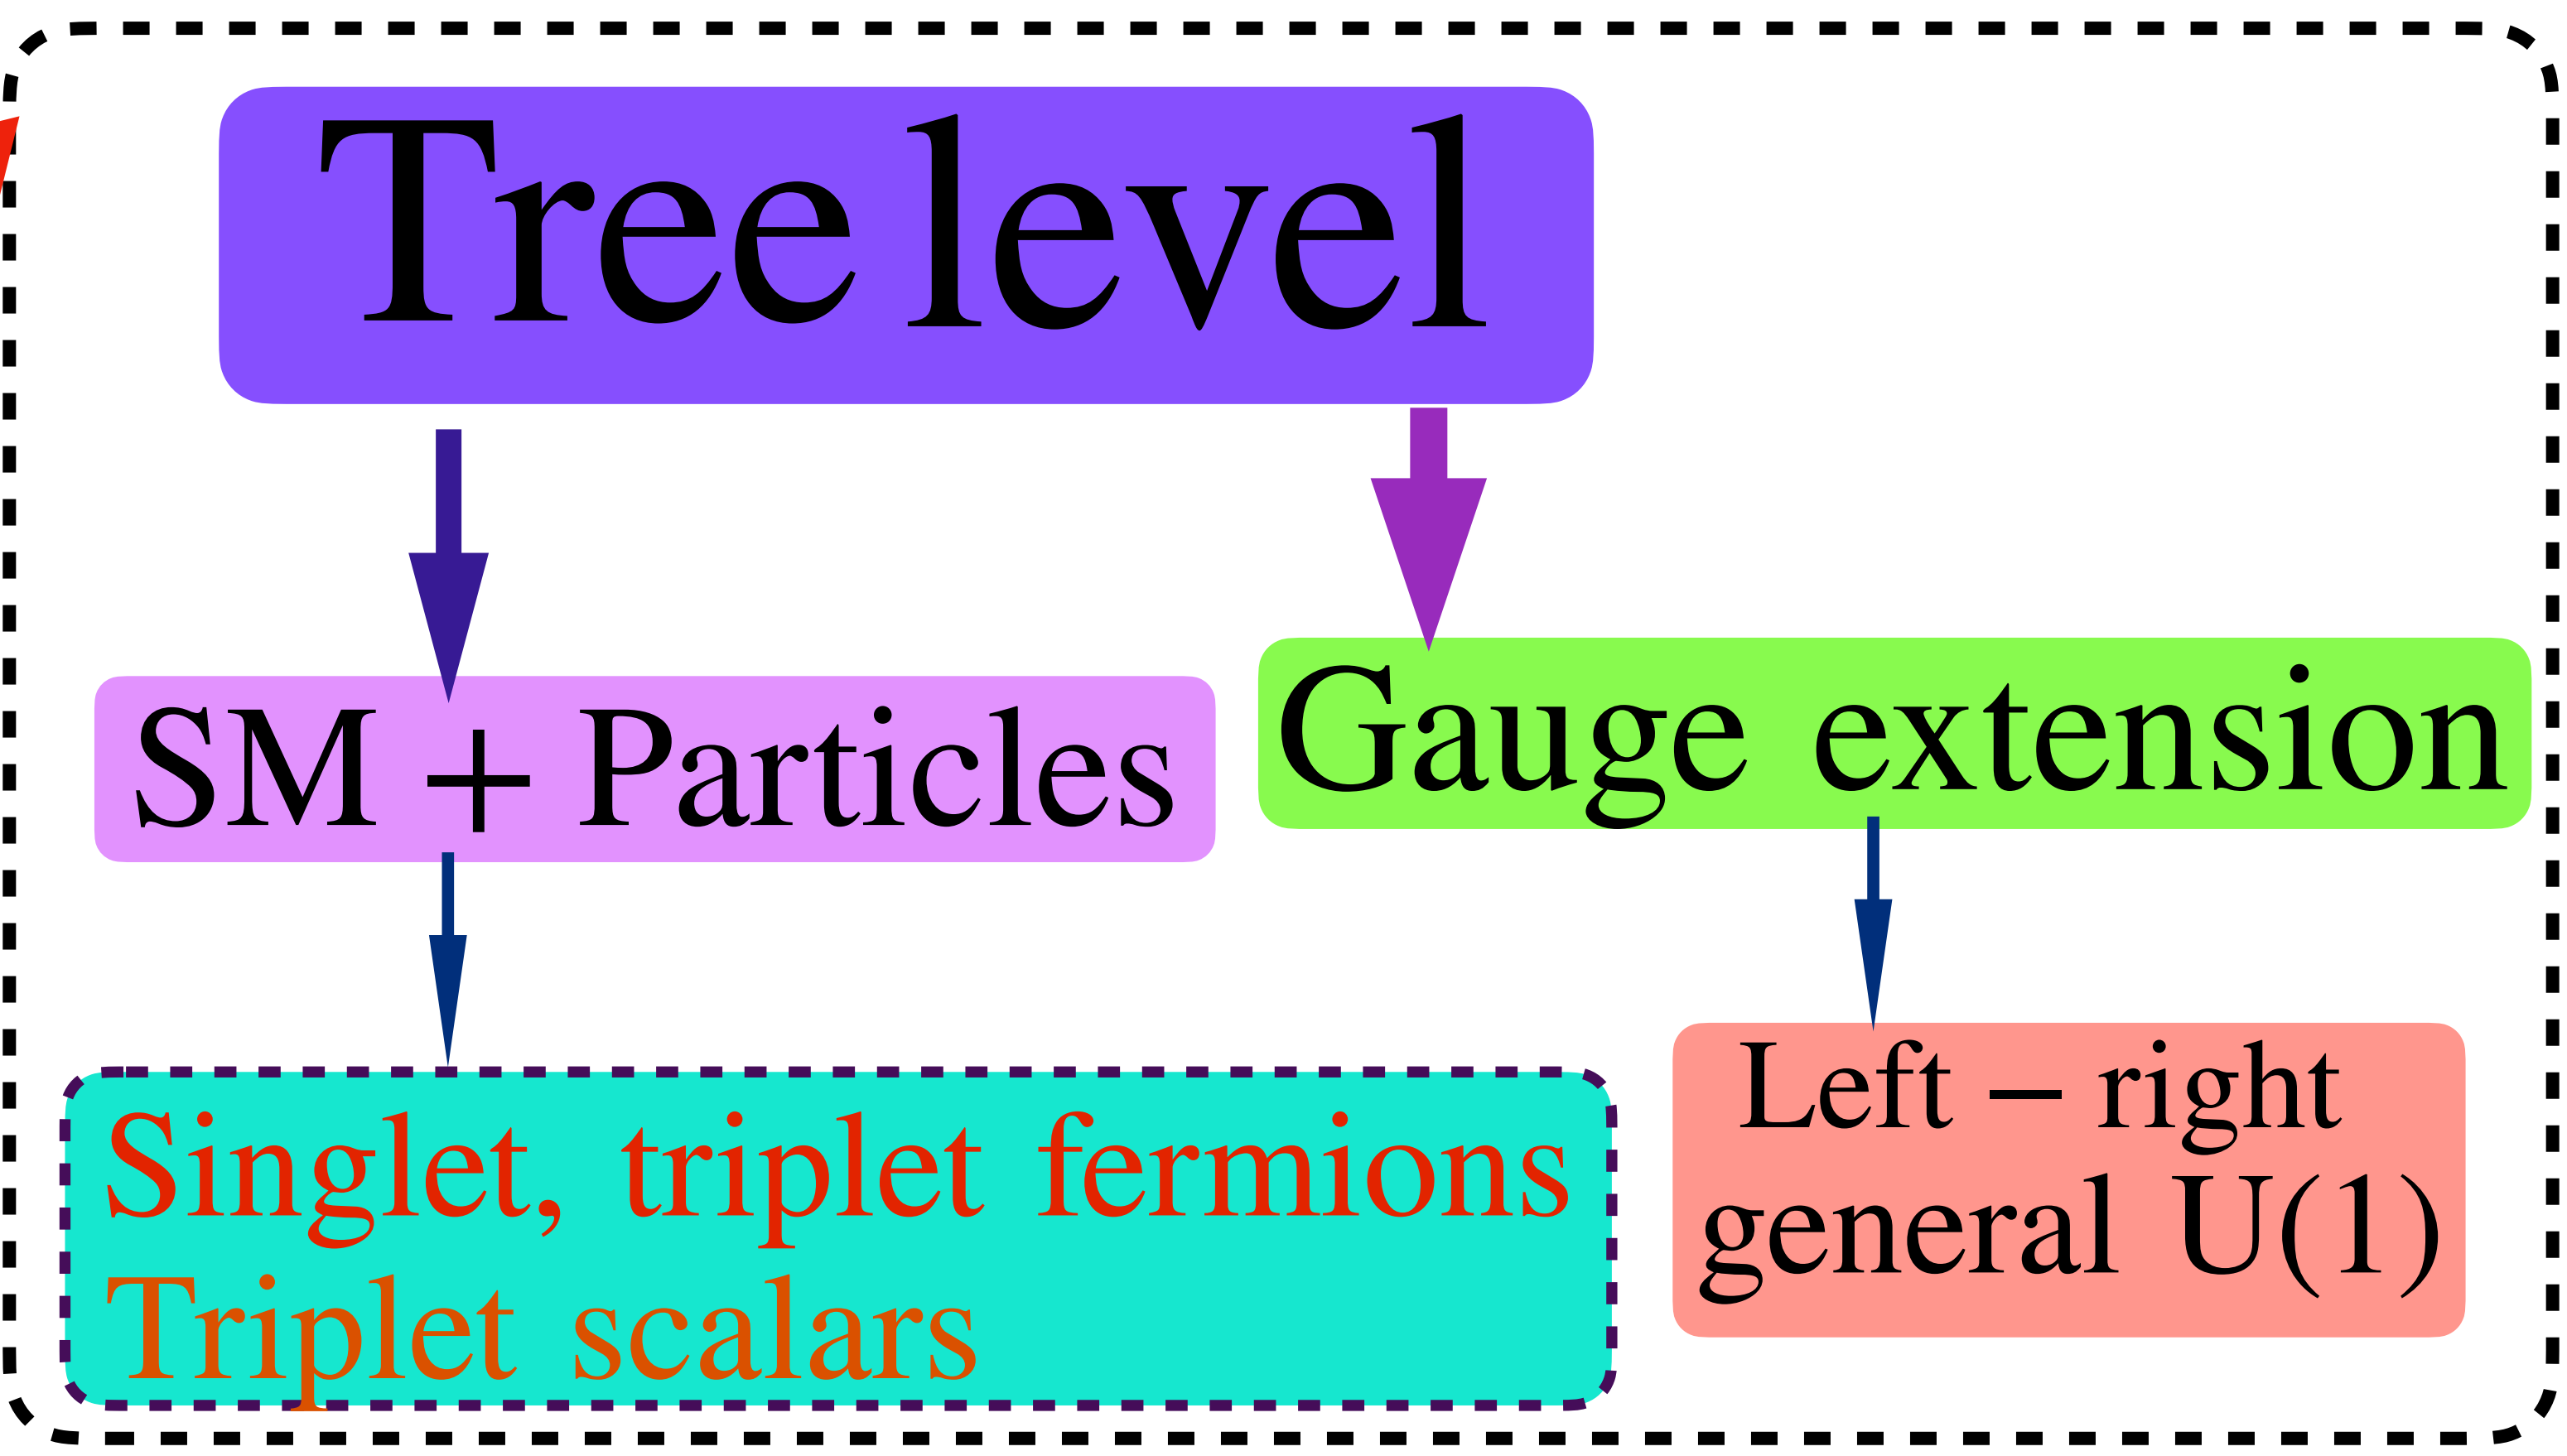 Tree level
SM + Particles
Gauge extension
Singlet, triplet fermions
Triplet scalars
Left – right
general U(1)